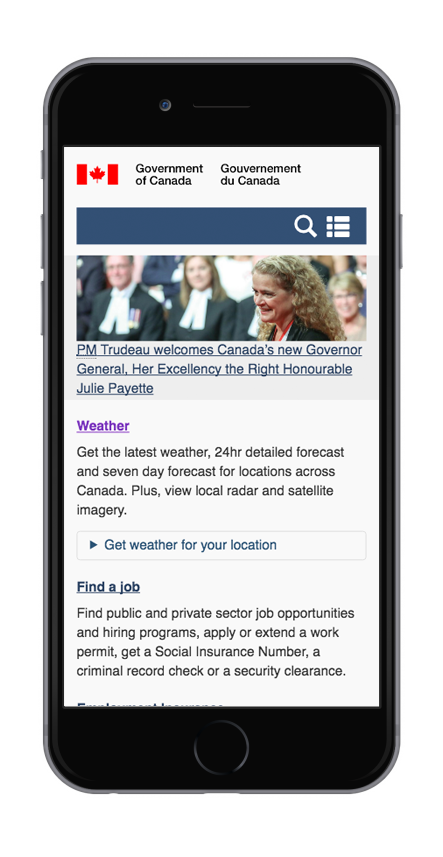 Government Gouvernement
of Canada du Canada
PM Trudeau welcomes Canada's new Governor
General, Her Excellency the Right Honourable
Julie Payette
Weather
Get the latest weather, 24hr detailed forecast
and seven day forecast for locations across
Canada. Plus, view local radar and satellite
imagery.
Get weather for your location
Find a job
Find public and private sector job opportunities
and hiring programs, apply or extend a work
permit, get a Social Insurance Number, a
criminal record check or a security clearance.
Employment Insurance